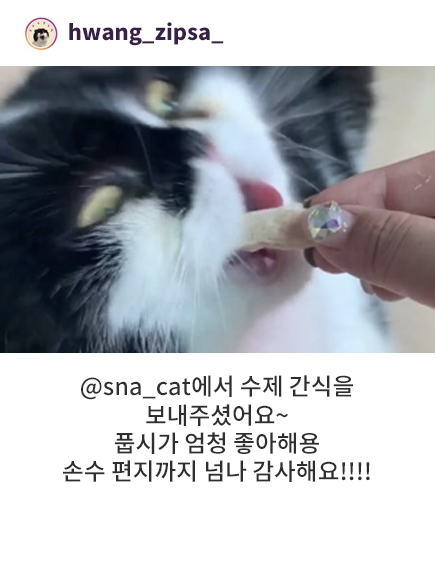 hwang_zipsa_
@sna_cat에서 수제 간식을
보내주셨어요~
풉시가 엄청 좋아해용
손수 편지까지 넘나 감사해요!!!!